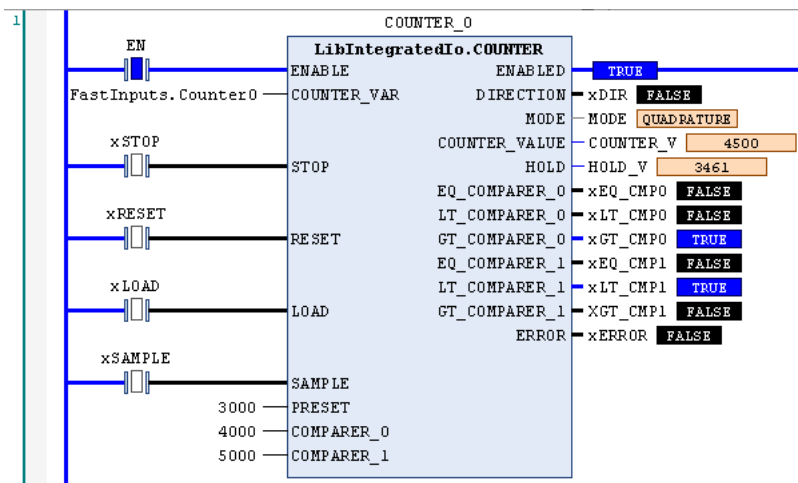 1
COUNTER_0
EN
LibIntegratedIo.COUNTER
ENABLE ENABLED TRUE
FastInputs.Counter0 COUNTER_VAR DIRECTION xDIR FALSE
MODE MODE QUADRATURE
xSTOP COUNTER_VALUE COUNTER_V 4500
STOP HOLD HOLD_V 3461
EQ_COMPARER_0 xEQ_CMP0 FALSE
xRESET LT_COMPARER_0 xLT_CMP0 FALSE
RESET GT_COMPARER_0 xGT_CMP0 TRUE
EQ_COMPARER_1 xEQ_CMP1 FALSE
xLOAD LT_COMPARER_1 xLT_CMP1 TRUE
LOAD GT_COMPARER_1 XGT_CMP1 FALSE
ERROR xERROR FALSE
xSAMPLE
SAMPLE
3000 PRESET
4000 COMPARER_0
5000 COMPARER_1